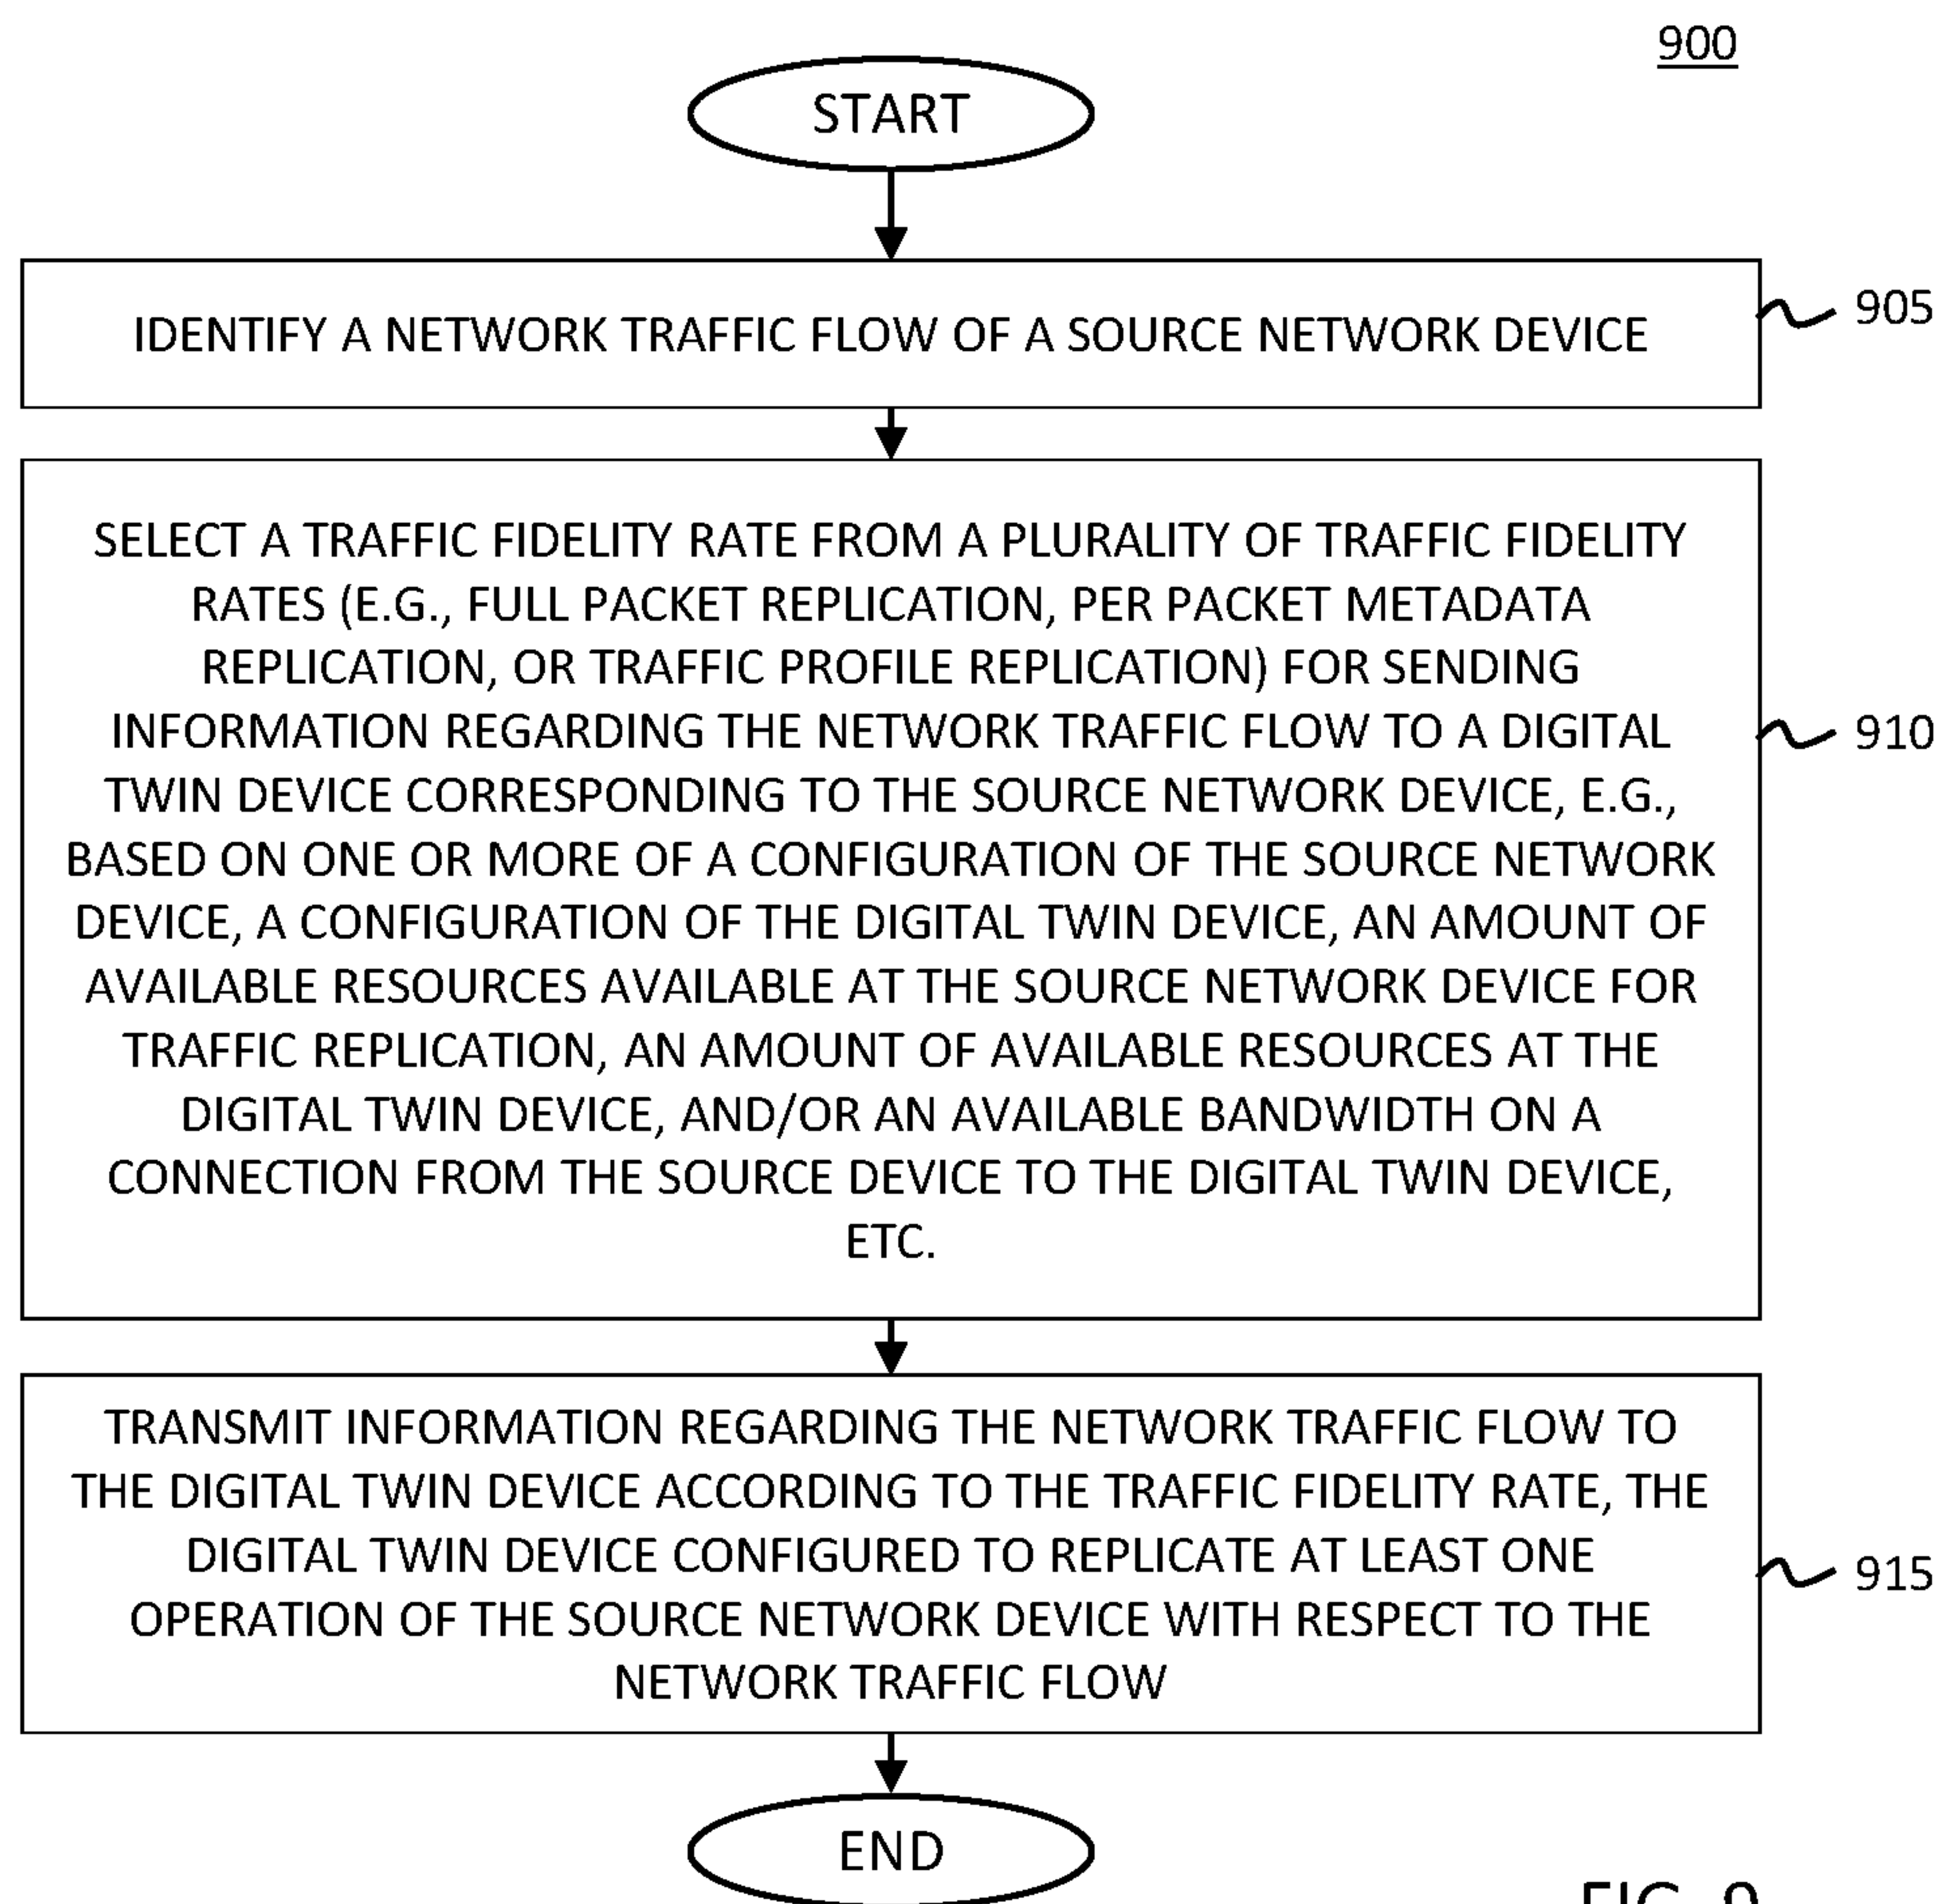 900
START
IDENTIFY A NETWORK TRAFFIC FLOW OF A SOURCE NETWORK DEVICE
905
SELECT A TRAFFIC FIDELITY RATE FROM A PLURALITY OF TRAFFIC FIDELITY
RATES (E.G., FULL PACKET REPLICATION, PER PACKET METADATA
REPLICATION, OR TRAFFIC PROFILE REPLICATION) FOR SENDING
INFORMATION REGARDING THE NETWORK TRAFFIC FLOW TO A DIGITAL
TWIN DEVICE CORRESPONDING TO THE SOURCE NETWORK DEVICE, E.G.,
BASED ON ONE OR MORE OF A CONFIGURATION OF THE SOURCE NETWORK
DEVICE, A CONFIGURATION OF THE DIGITAL TWIN DEVICE, AN AMOUNT OF
AVAILABLE RESOURCES AVAILABLE AT THE SOURCE NETWORK DEVICE FOR
TRAFFIC REPLICATION, AN AMOUNT OF AVAILABLE RESOURCES AT THE
DIGITAL TWIN DEVICE, AND/OR AN AVAILABLE BANDWIDTH ON A
CONNECTION FROM THE SOURCE DEVICE TO THE DIGITAL TWIN DEVICE,
ETC.
910
TRANSMIT INFORMATION REGARDING THE NETWORK TRAFFIC FLOW TO
THE DIGITAL TWIN DEVICE ACCORDING TO THE TRAFFIC FIDELITY RATE, THE
DIGITAL TWIN DEVICE CONFIGURED TO REPLICATE AT LEAST ONE
OPERATION OF THE SOURCE NETWORK DEVICE WITH RESPECT TO THE
NETWORK TRAFFIC FLOW
915
END